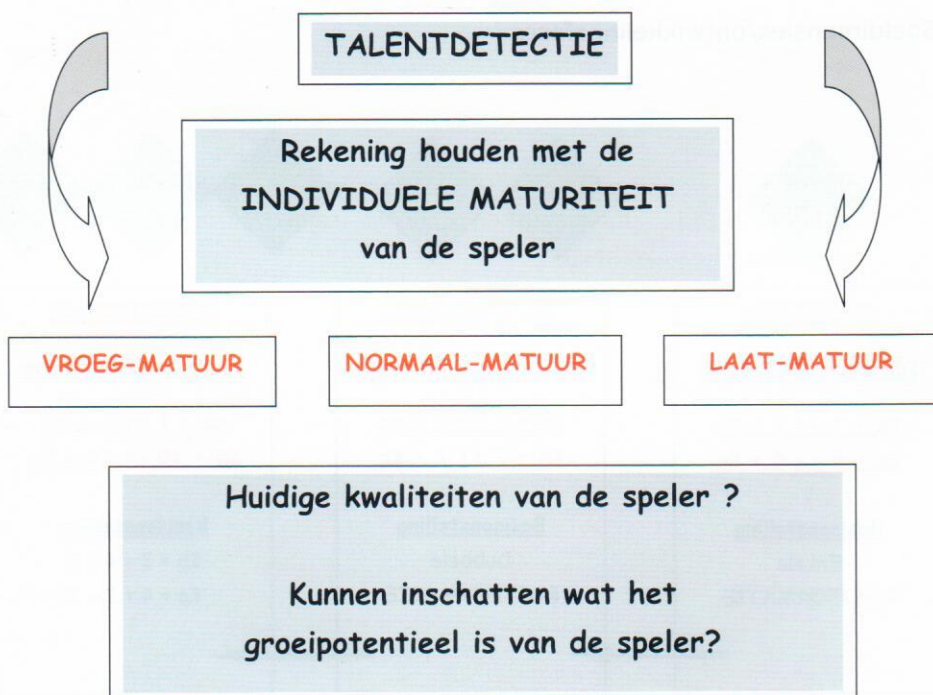 TALENTDETECTIE
Rekening houden met de
INDIVIDUELE MATURITEIT
van de speler
VROEG-MATUUR
NORMAAL-MATUUR
LAAT-MATUUR
Huidige kwaliteiten van de speler ?
Kunnen inschatten wat het
groeipotentieel is van de speler?